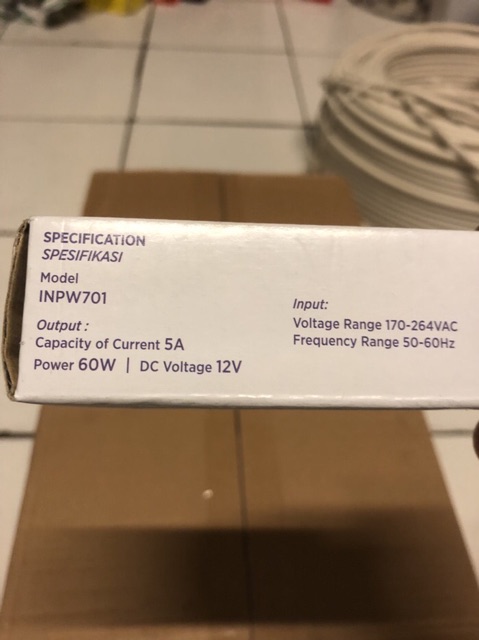 SPECIFICATION
SPESIFIKASI
Model
INPW701
Output :
Capacity of Current 5A
Power 60W | DC Voltage 12V
Input:
Voltage Range 170-264VAC
Frequency Range 50-60Hz